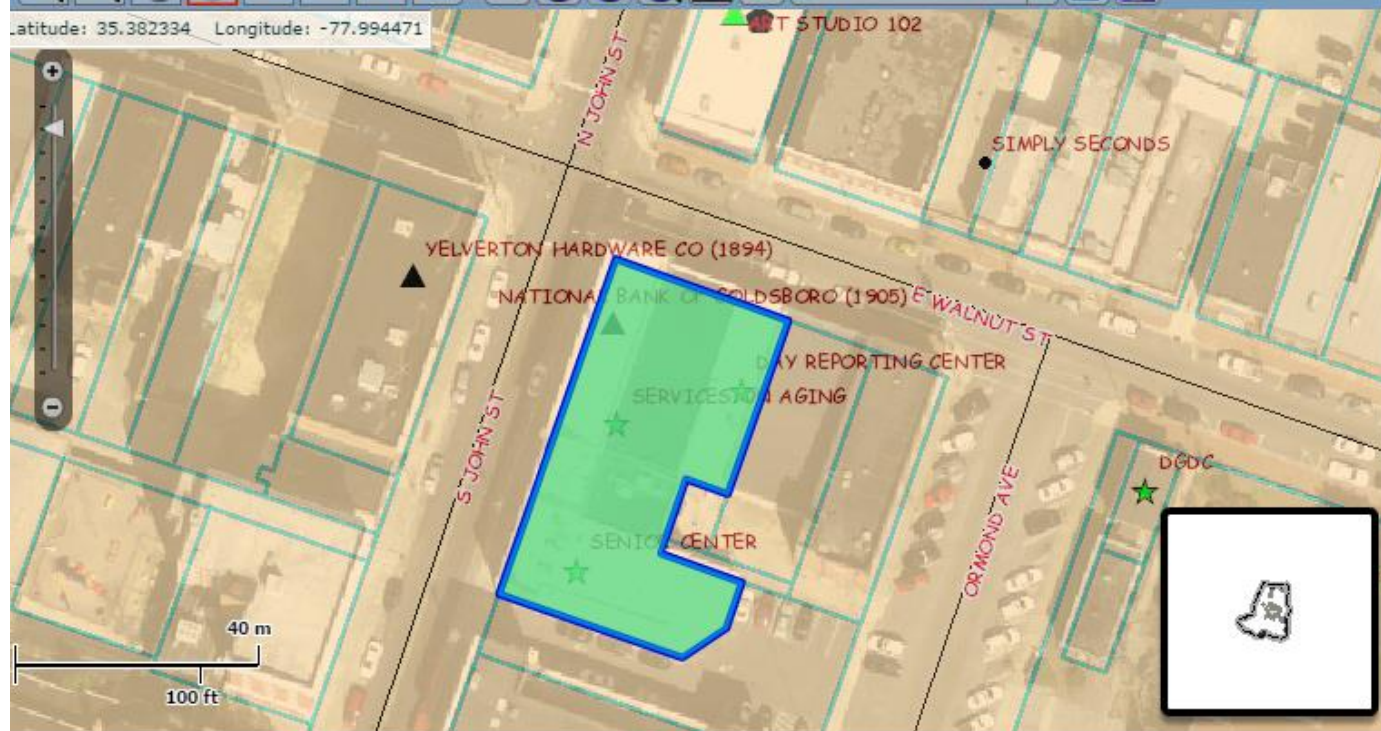 Latitude: 35.382334 Longitude: -77.994471
ART STUDIO 102
N JOHN ST
SIMPLY SECONDS
YELVERTON HARDWARE CO (1894)
NATIONAL BANK OF GOLDSBORO (1905)
E WALNUT ST
DAY REPORTING CENTER
SERVICES ON AGING
S JOHN ST
DGDC
ORMOND AVE
SENIOR CENTER
40 m
100 ft